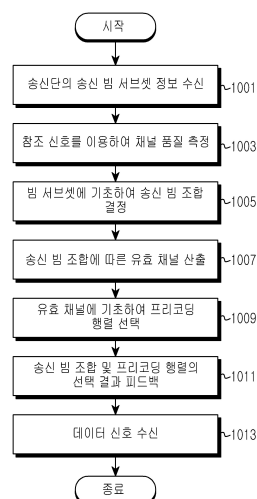 시작
송신단의 송신 빔 서브셋 정보 수신
1001
참조 신호를 이용하여 채널 품질 측정
1003
빔 서브셋에 기초하여 송신 빔 조합
결정
1005
송신 빔 조합에 따른 유효 채널 산출
1007
유효 채널에 기초하여 프리코딩
행렬 선택
1009
송신 빔 조합 및 프리코딩 행렬의
선택 결과 피드백
1011
데이터 신호 수신
1013
종료